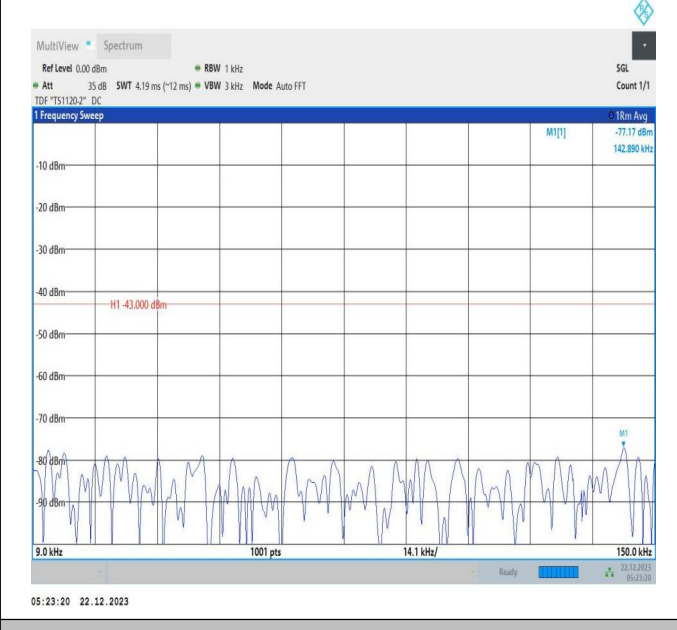 R S
MultiView Spectrum
Ref Level 0.00 dBm RBW 1 kHz SGL
Att 35 dB SWT 4.19 ms (~12 ms) VBW 3 kHz Mode Auto FFT Count 1/1
TDF "TS1120-2" DC
1 Frequency Sweep 1Rm Avg
M1[1] -77.17 dBm
142.890 kHz
-10 dBm
-20 dBm
-30 dBm
-40 dBm
H1 -43.000 dBm
-50 dBm
-60 dBm
-70 dBm
M1
-80 dBm
-90 dBm
9.0 kHz 1001 pts 14.1 kHz/ 150.0 kHz
Ready 22.12.2023
05:23:20
05:23:20 22.12.2023